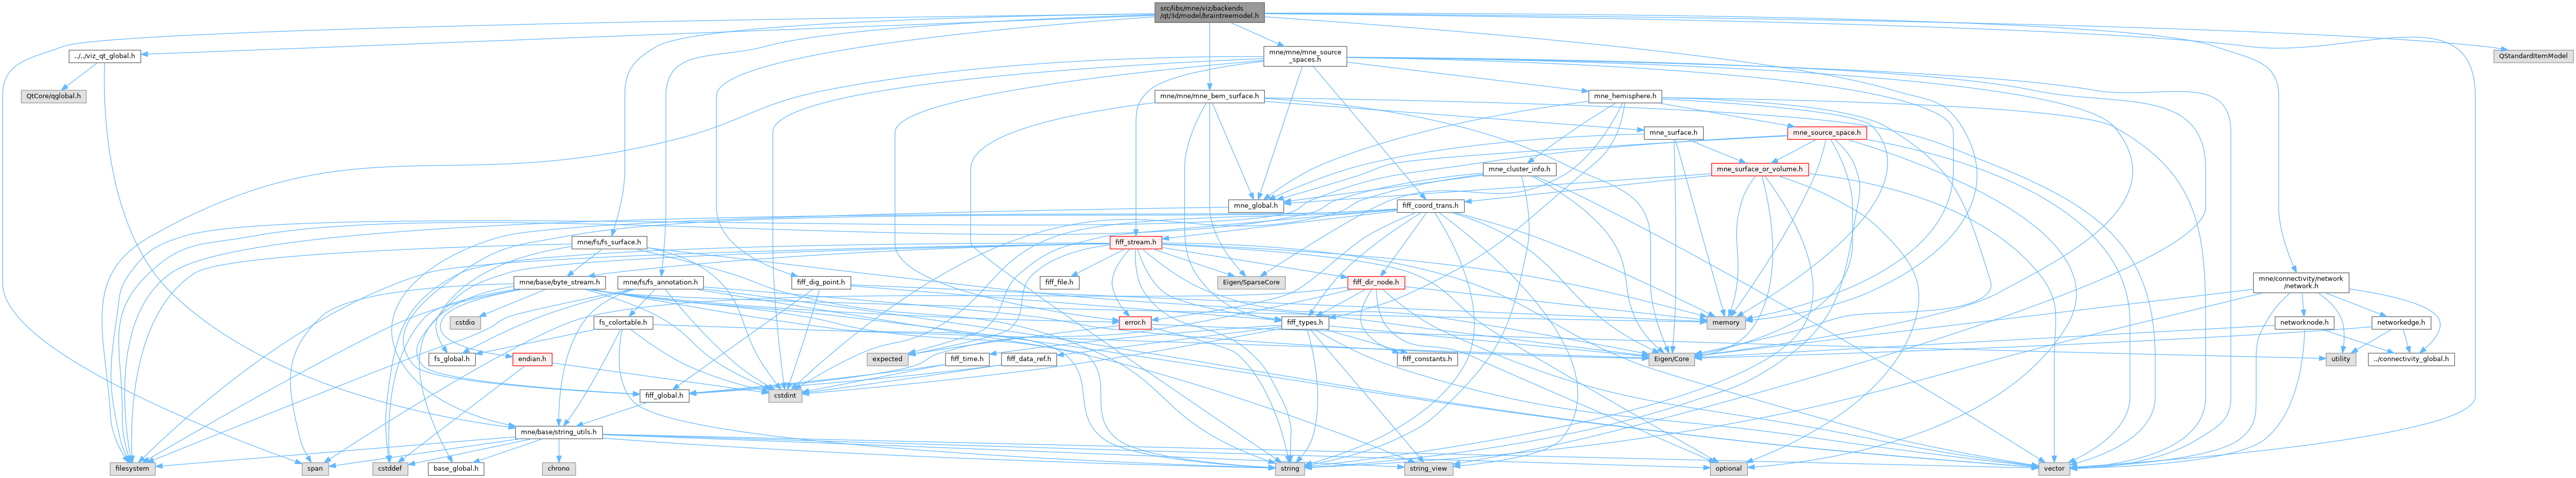 src/libs/mne/viz/backends
/qt/3d/model/braintreemodel.h
../../viz_qt_global.h
mne/mne/mne_source
_spaces.h
QStandardItemModel
QtCore/qglobal.h
mne/mne/mne_bem_surface.h
mne_hemisphere.h
mne_surface.h
mne_source_space.h
mne_cluster_info.h
mne_surface_or_volume.h
mne_global.h
fiff_coord_trans.h
mne/fs/fs_surface.h
fiff_stream.h
mne/base/byte_stream.h
mne/fs/fs_annotation.h
fiff_dig_point.h
fiff_file.h
Eigen/SparseCore
fiff_dir_node.h
mne/connectivity/network
/network.h
cstdio
fs_colortable.h
error.h
fiff_types.h
memory
networknode.h
networkedge.h
fs_global.h
endian.h
expected
fiff_time.h
fiff_data_ref.h
fiff_constants.h
Eigen/Core
utility
../connectivity_global.h
fiff_global.h
cstdint
mne/base/string_utils.h
filesystem
span
cstddef
base_global.h
chrono
string
string_view
optional
vector